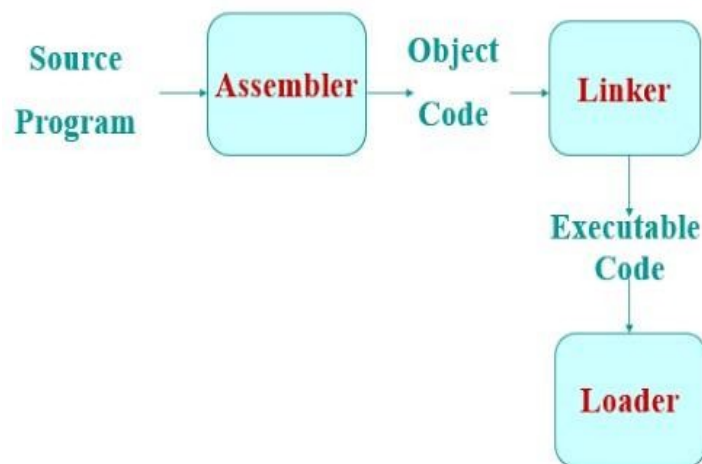 Source
Program
Assembler
Object
Code
Linker
Executable
Code
Loader